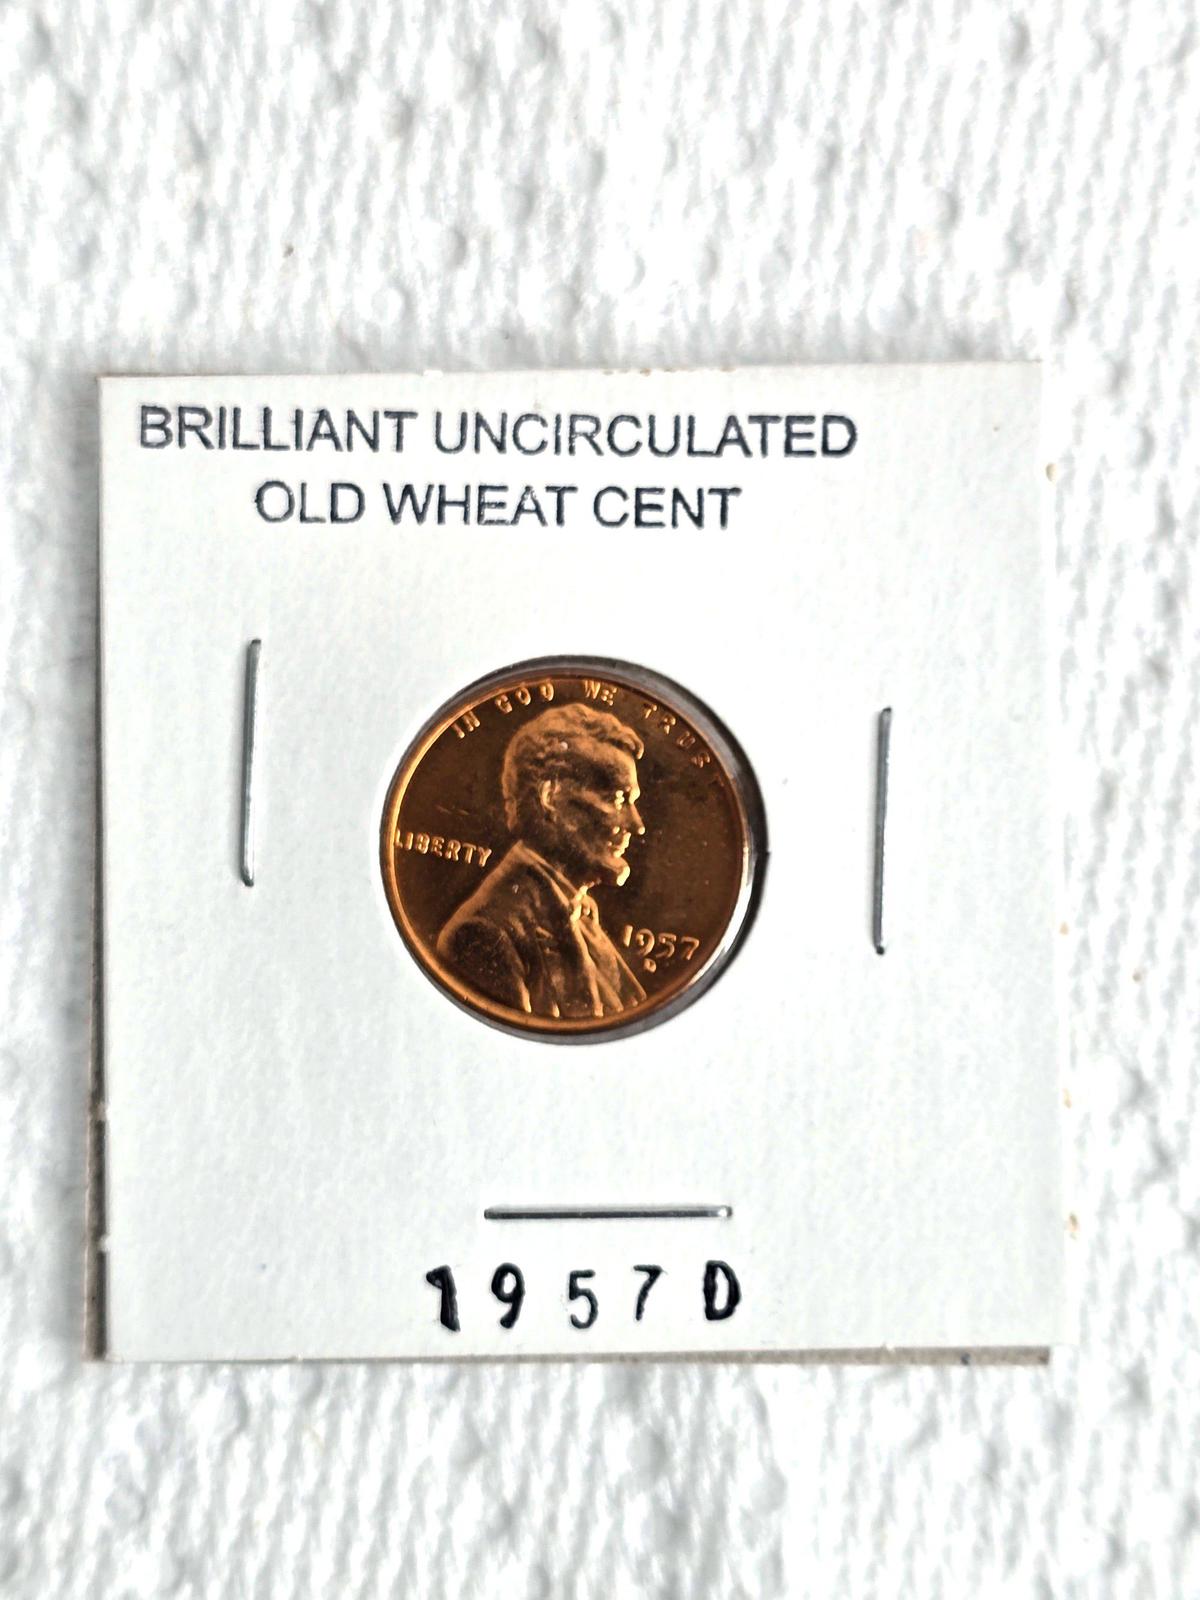 BRILLIANT UNCIRCULATED
OLD WHEAT CENT
IN GOD WE TRUST
LIBERTY
1957
D
1957D